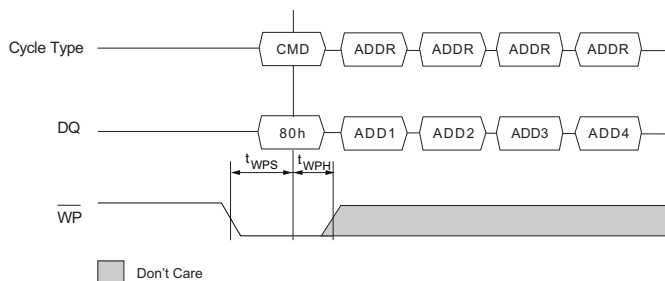 Cycle Type CMD ADDR ADDR ADDR ADDR
DQ 80h ADD1 ADD2 ADD3 ADD4
tWPS tWPH
WP
Don't Care